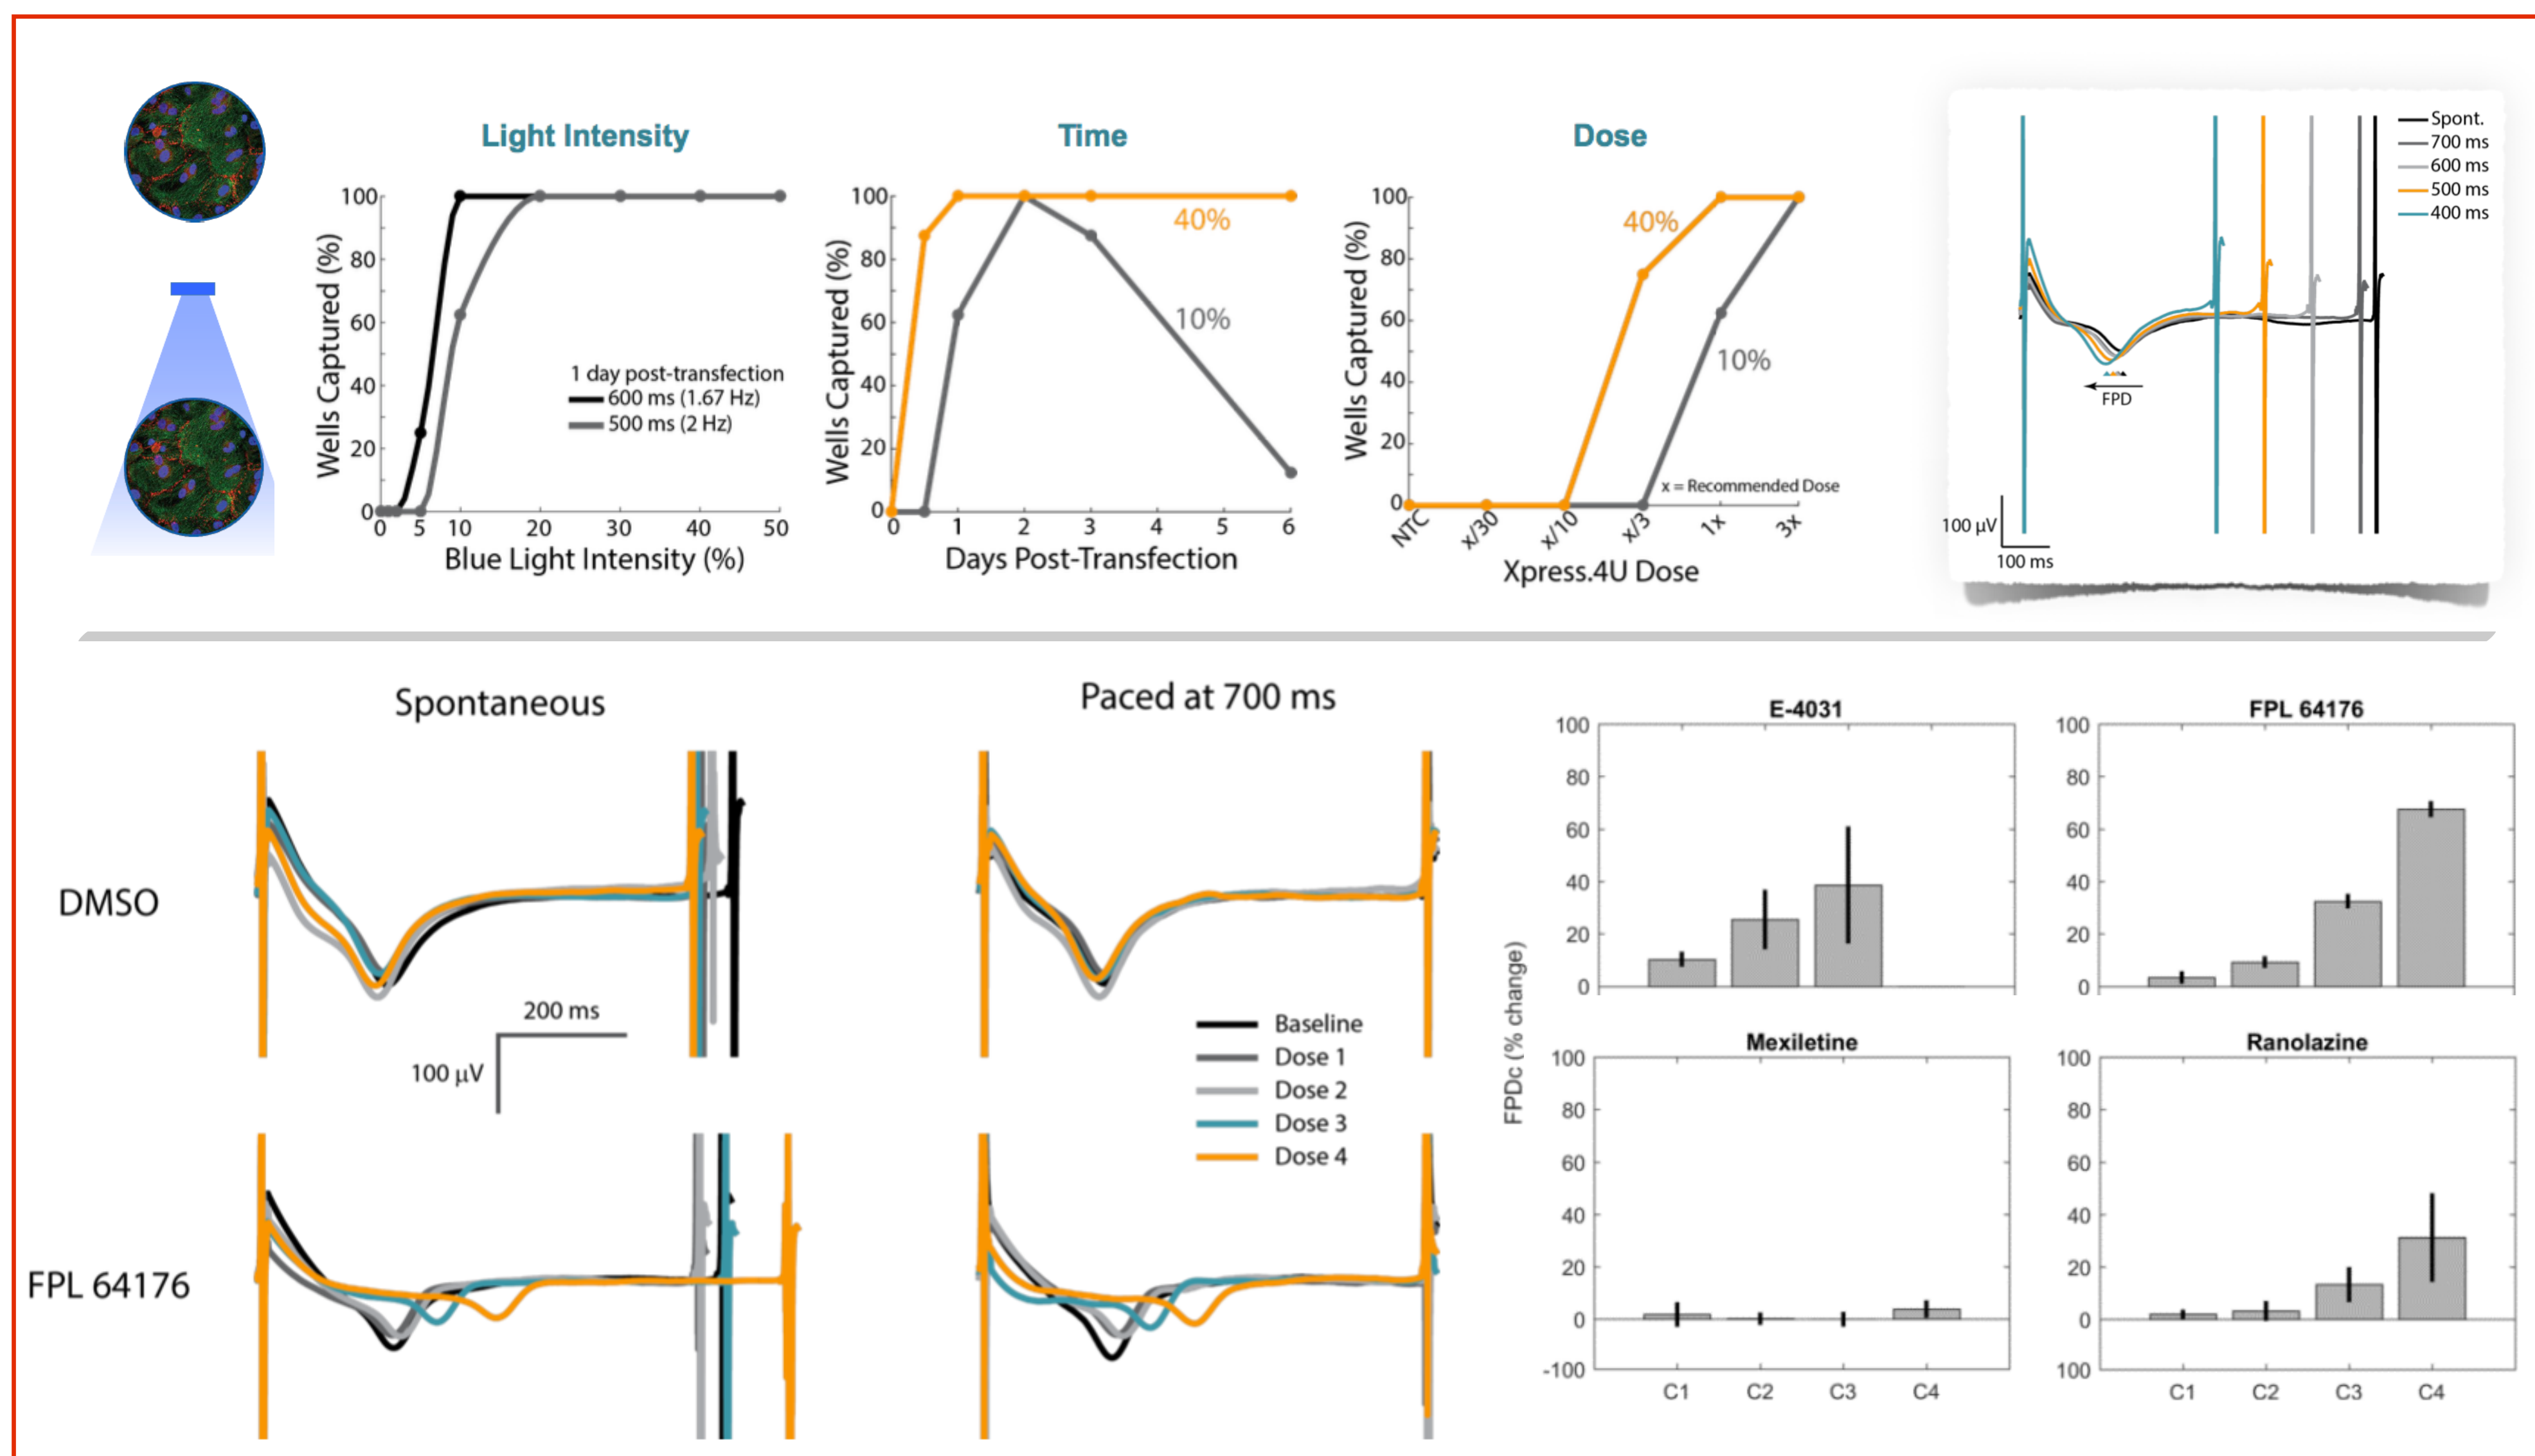 Light Intensity
Wells Captured (%)
100
80
60
40
20
0
0 5 10 20 30 40 50
Blue Light Intensity (%)
1 day post-transfection
600 ms (1.67 Hz)
500 ms (2 Hz)
Time
Wells Captured (%)
100
80
60
40
20
0
40%
10%
0 1 2 3 4 5 6
Days Post-Transfection
Dose
Wells Captured (%)
100
80
60
40
20
0
40%
10%
x = Recommended Dose
NTC x/30 x/10 x/3 1x 3x
Xpress.4U Dose
Spont.
700 ms
600 ms
500 ms
400 ms
FPD
100 µV
100 ms
Spontaneous
Paced at 700 ms
DMSO
200 ms
100 µV
Baseline
Dose 1
Dose 2
Dose 3
Dose 4
FPL 64176
FPDc (% change)
E-4031
100
80
60
40
20
0
FPL 64176
100
80
60
40
20
0
Mexiletine
100
80
60
40
20
0
-100
C1 C2 C3 C4
Ranolazine
100
80
60
40
20
0
100
C1 C2 C3 C4